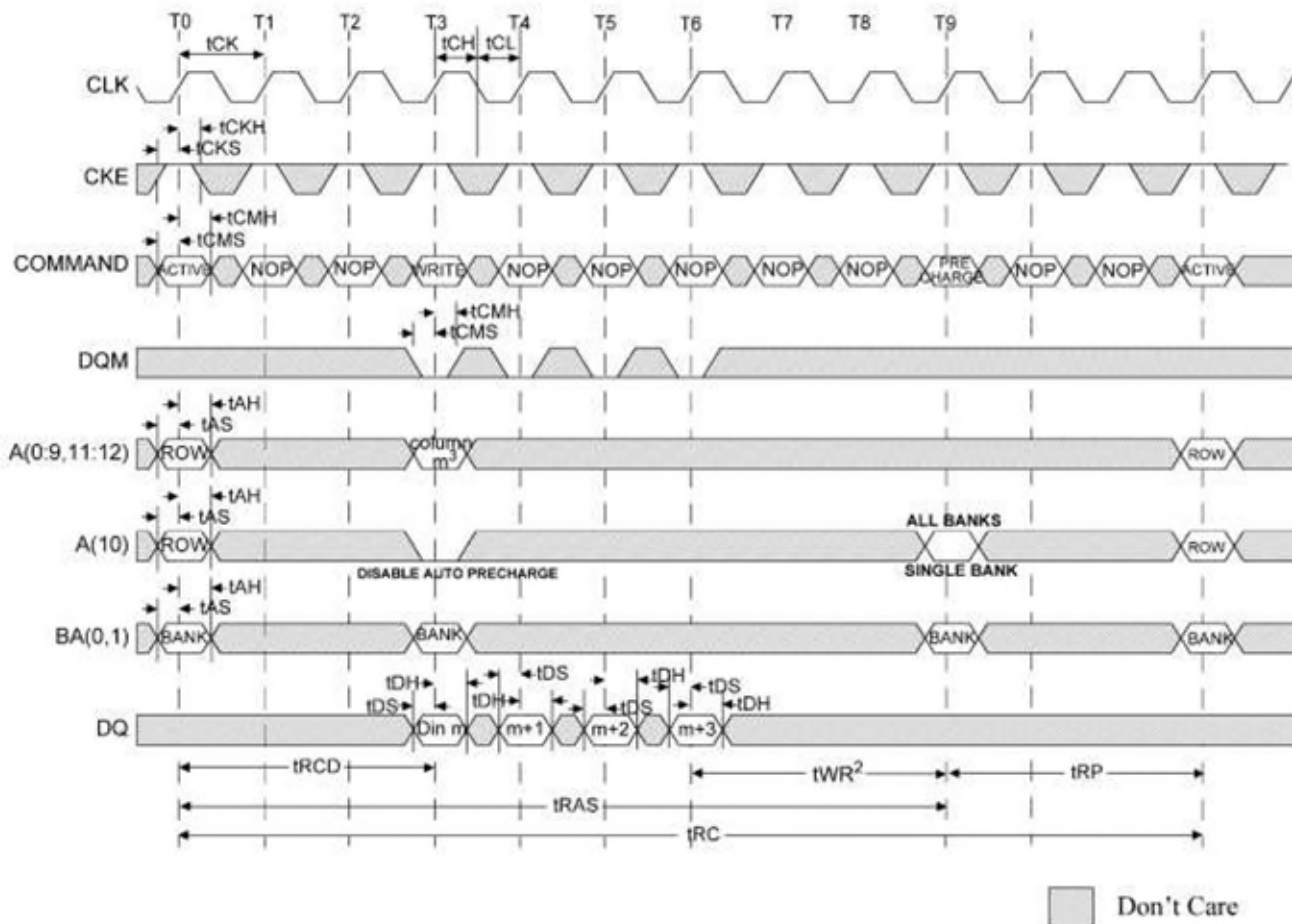 T0 T1 T2 T3 T4 T5 T6 T7 T8 T9
tCK tCH tCL
CLK
tCKH
tCKS
CKE
tCMH
tCMS
COMMAND ACTIVE NOP NOP WRITE NOP NOP NOP NOP NOP PRE CHARGE NOP NOP ACTIVE
tCMH
tCMS
DQM
tAH
tAS
A(0:9,11:12) ROW column m³ ROW
tAH
tAS
ALL BANKS
A(10) ROW ROW
DISABLE AUTO PRECHARGE SINGLE BANK
tAH
tAS
BA(0,1) BANK BANK BANK BANK
tDH tDS tDH
tDS tDH tDS tDS tDH
DQ Din m m+1 m+2 m+3
tRCD tWR² tRP
tRAS
tRC
Don't Care